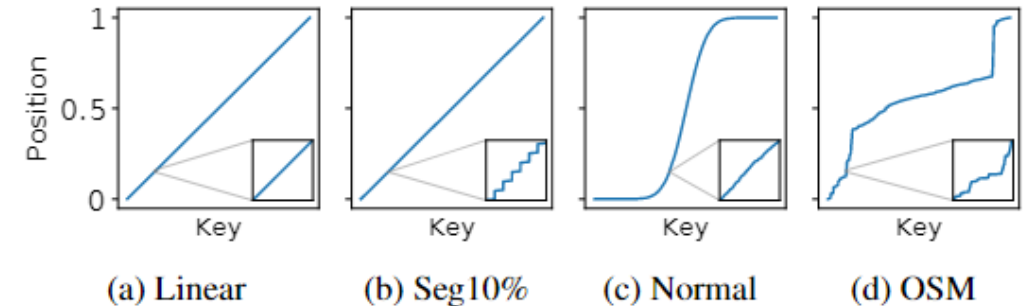 Position
1
0.5
0
Key
Key
Key
Key
(a) Linear
(b) Seg10%
(c) Normal
(d) OSM